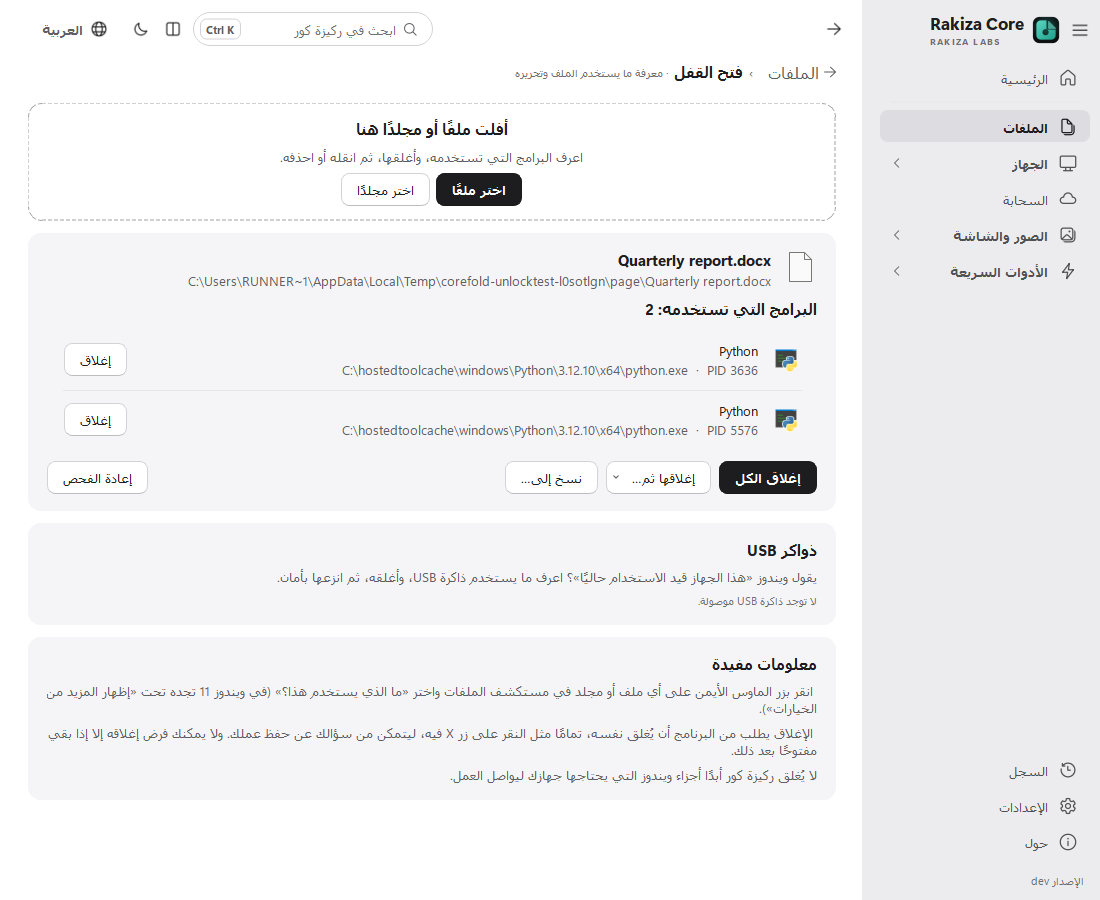 Rakiza Core
RAKIZA LABS
الرئيسية
الملفات
الجهاز
السحابة
الصور والشاشة
الأدوات السريعة
السجل
الإعدادات
حول
الإصدار dev
ابحث في ركيزة كور
Ctrl K
العربية
الملفات › فتح القفل · معرفة ما يستخدم الملف وتحريره
أفلت ملفًا أو مجلدًا هنا
اعرف البرامج التي تستخدمه، وأغلقها، ثم انقله أو احذفه.
اختر ملفًا
اختر مجلدًا
Quarterly report.docx
C:\Users\RUNNER~1\AppData\Local\Temp\corefold-unlocktest-l0sotlgn\page\Quarterly report.docx
البرامج التي تستخدمه: 2
Python
C:\hostedtoolcache\windows\Python\3.12.10\x64\python.exe · PID 3636
إغلاق
Python
C:\hostedtoolcache\windows\Python\3.12.10\x64\python.exe · PID 5576
إغلاق
إغلاق الكل
إغلاقها ثم...
نسخ إلى...
إعادة الفحص
ذواكر USB
يقول ويندوز «هذا الجهاز قيد الاستخدام حاليًا»؟ اعرف ما يستخدم ذاكرة USB، وأغلقه، ثم انزعها بأمان.
لا توجد ذاكرة USB موصولة.
معلومات مفيدة
انقر بزر الماوس الأيمن على أي ملف أو مجلد في مستكشف الملفات واختر «ما الذي يستخدم هذا؟» (في ويندوز 11 تجده تحت «إظهار المزيد من
الخيارات»).
الإغلاق يطلب من البرنامج أن يُغلق نفسه، تمامًا مثل النقر على زر X فيه، ليتمكن من سؤالك عن حفظ عملك. ولا يمكنك فرض إغلاقه إلا إذا بقي
مفتوحًا بعد ذلك.
لا يُغلق ركيزة كور أبدًا أجزاء ويندوز التي يحتاجها جهازك ليواصل العمل.